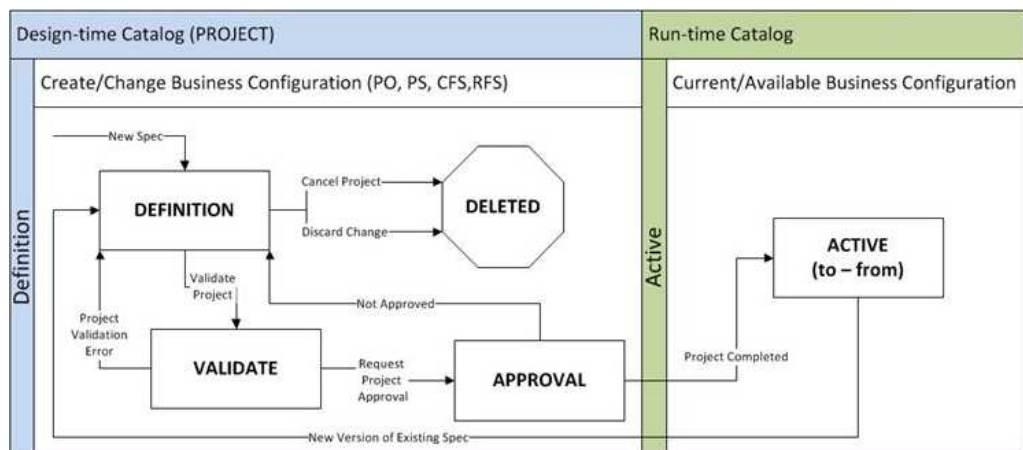 Design-time Catalog (PROJECT)
Run-time Catalog
Definition
Create/Change Business Configuration (PO, PS, CFS,RFS)
Active
Current/Available Business Configuration
New Spec
DEFINITION
Cancel Project
Discard Change
DELETED
ACTIVE
(to – from)
Validate
Project
Not Approved
Project
Validation
Error
VALIDATE
Request
Project
Approval
APPROVAL
Project Completed
New Version of Existing Spec